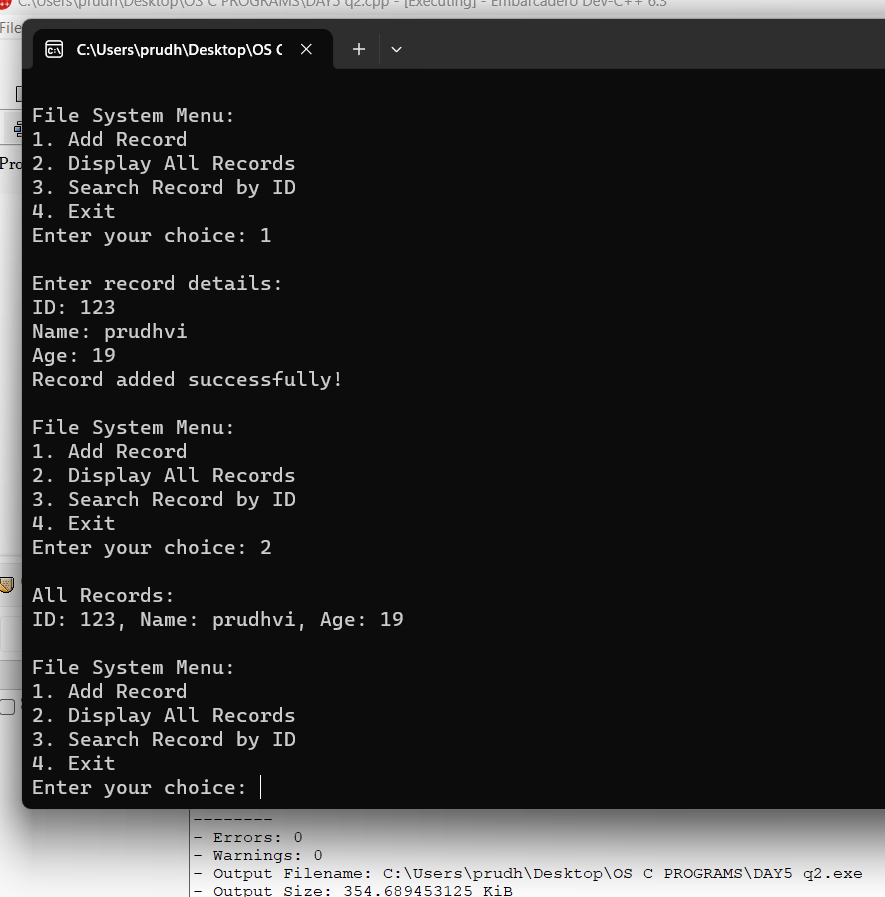 C:\Users\prudh\Desktop\OS C PROGRAMS\DAY5 q2.cpp - [Executing] - Embarcadero Dev-C++ 6.3
File
C:\Users\prudh\Desktop\OS C
File System Menu:
1. Add Record
2. Display All Records
3. Search Record by ID
4. Exit
Enter your choice: 1
Enter record details:
ID: 123
Name: prudhvi
Age: 19
Record added successfully!
File System Menu:
1. Add Record
2. Display All Records
3. Search Record by ID
4. Exit
Enter your choice: 2
All Records:
ID: 123, Name: prudhvi, Age: 19
File System Menu:
1. Add Record
2. Display All Records
3. Search Record by ID
4. Exit
Enter your choice:
--------
- Errors: 0
- Warnings: 0
- Output Filename: C:\Users\prudh\Desktop\OS C PROGRAMS\DAY5 q2.exe
- Output Size: 354.689453125 KiB